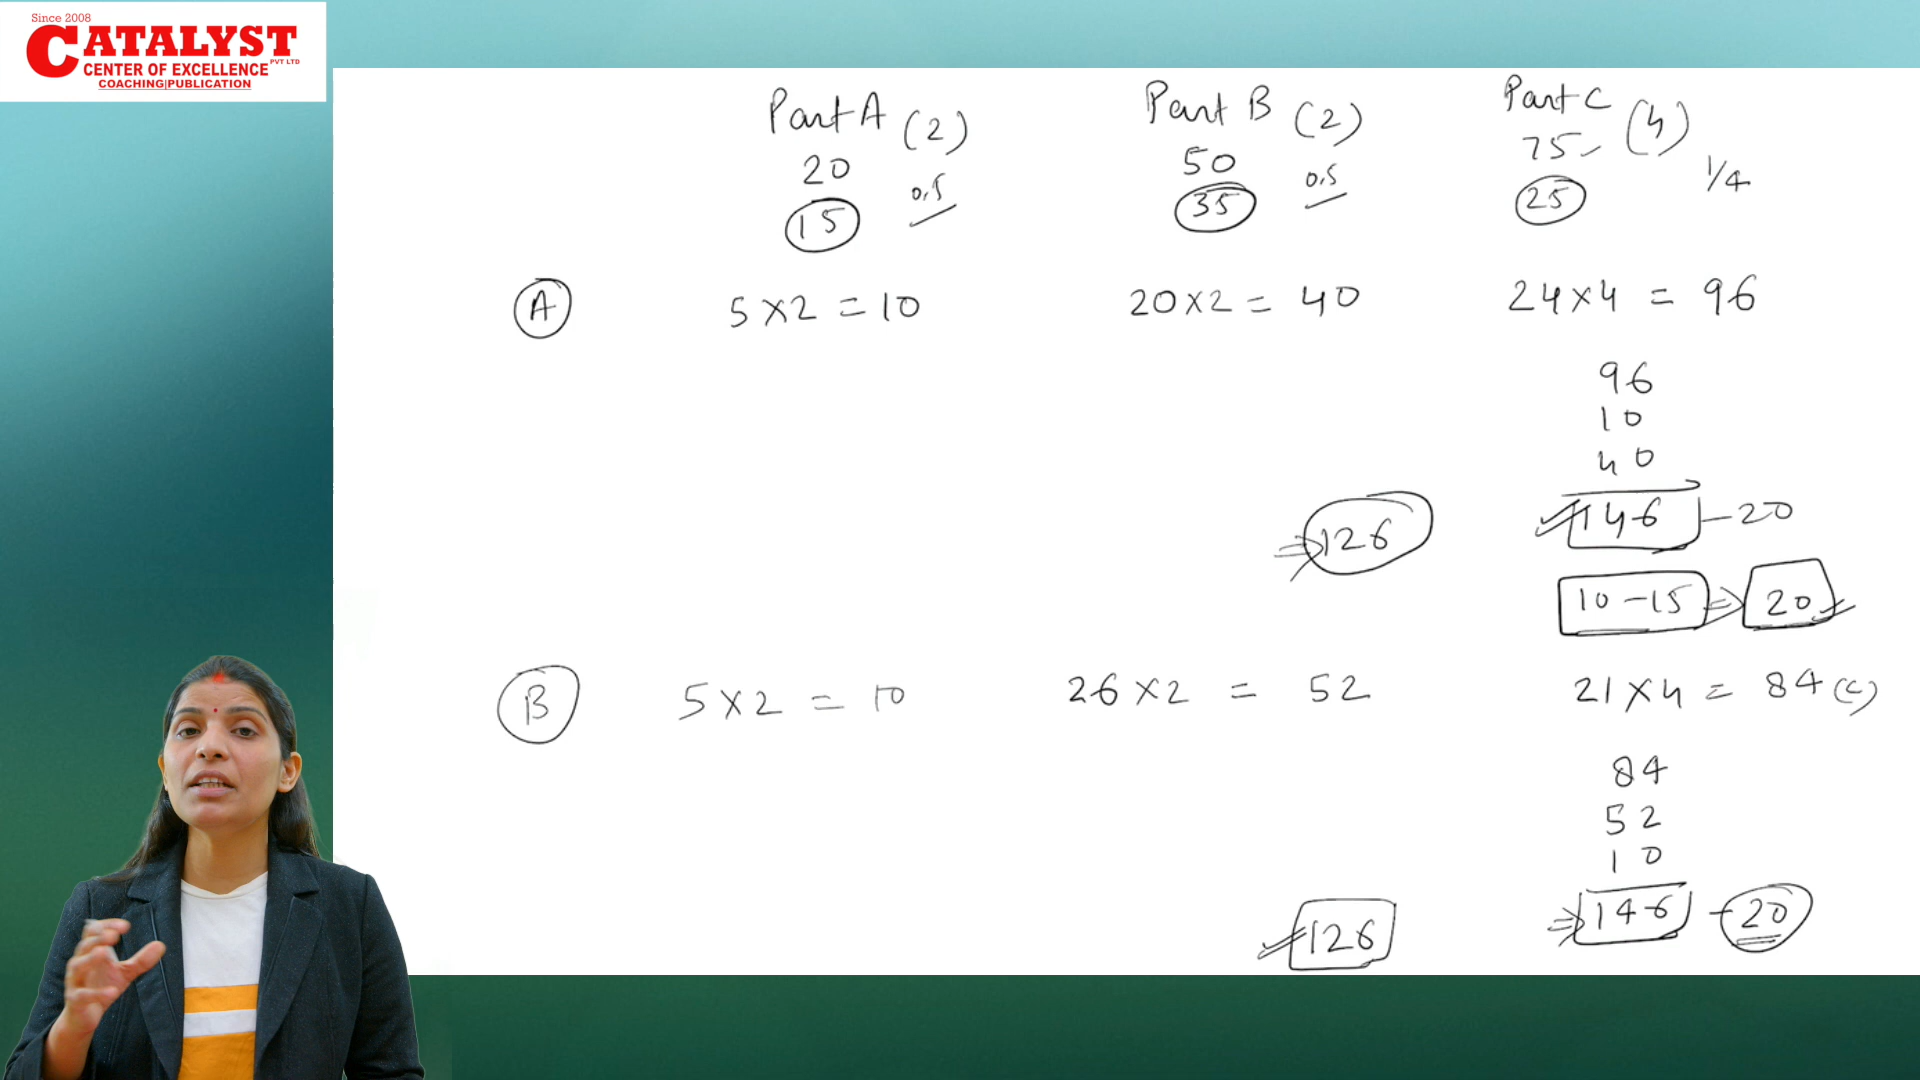 Since 2008
CATALYST
PVT LTD
CENTER OF EXCELLENCE
COACHING|PUBLICATION
Part A (2)
20
15
0.5
Part B (2)
50
35
0.5
Part C (4)
75
25
1/4
A
5 × 2 = 10
20 × 2 = 40
24 × 4 = 96
96
10
40
126
146 - 20
10 - 15 ⇒ 20
B
5 × 2 = 10
26 × 2 = 52
21 × 4 = 84 (C)
84
52
10
126
⇒ 146 - 20